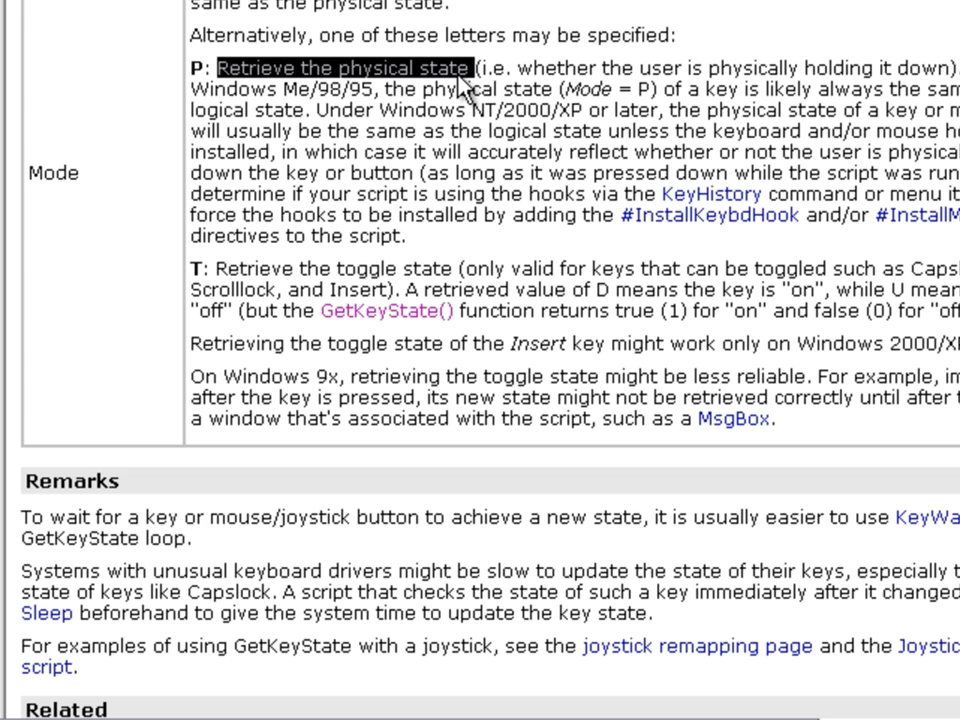 same as the physical state.
Alternatively, one of these letters may be specified:
P: Retrieve the physical state (i.e. whether the user is physically holding it down).
Windows Me/98/95, the physical state (Mode = P) of a key is likely always the sam
logical state. Under Windows NT/2000/XP or later, the physical state of a key or m
will usually be the same as the logical state unless the keyboard and/or mouse ho
installed, in which case it will accurately reflect whether or not the user is physical
Mode
down the key or button (as long as it was pressed down while the script was run
determine if your script is using the hooks via the KeyHistory command or menu it
force the hooks to be installed by adding the #InstallKeybdHook and/or #InstallM
directives to the script.
T: Retrieve the toggle state (only valid for keys that can be toggled such as Caps
Scrolllock, and Insert). A retrieved value of D means the key is "on", while U mean
"off" (but the GetKeyState() function returns true (1) for "on" and false (0) for "off
Retrieving the toggle state of the Insert key might work only on Windows 2000/XP
On Windows 9x, retrieving the toggle state might be less reliable. For example, im
after the key is pressed, its new state might not be retrieved correctly until after t
a window that's associated with the script, such as a MsgBox.
Remarks
To wait for a key or mouse/joystick button to achieve a new state, it is usually easier to use KeyWa
GetKeyState loop.
Systems with unusual keyboard drivers might be slow to update the state of their keys, especially t
state of keys like Capslock. A script that checks the state of such a key immediately after it changed
Sleep beforehand to give the system time to update the key state.
For examples of using GetKeyState with a joystick, see the joystick remapping page and the Joystic
script.
Related